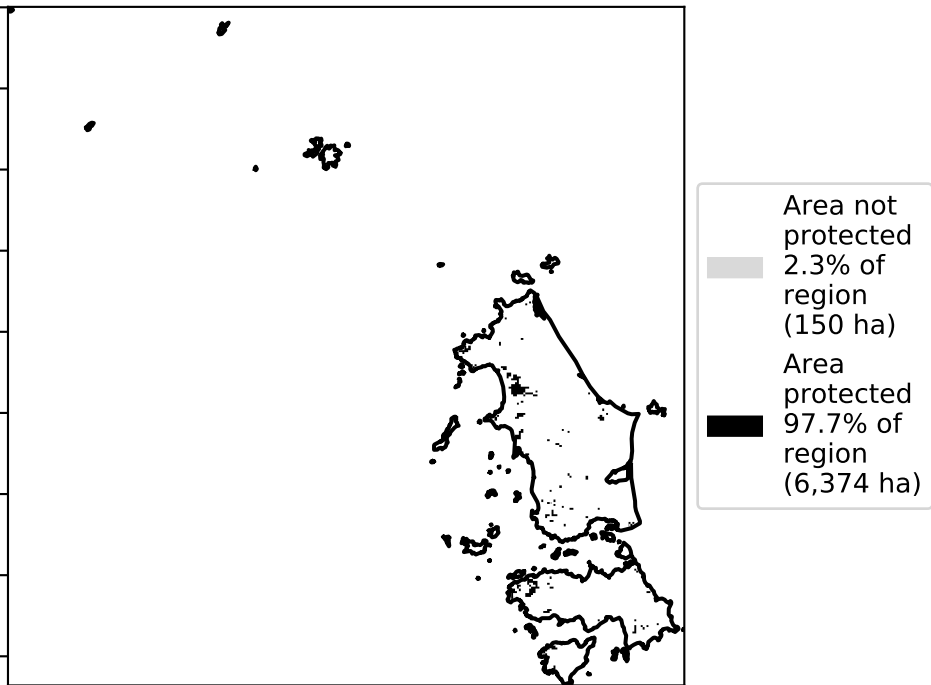 Area not
protected
2.3% of
region
(150 ha)
Area
protected
97.7% of
region
(6,374 ha)